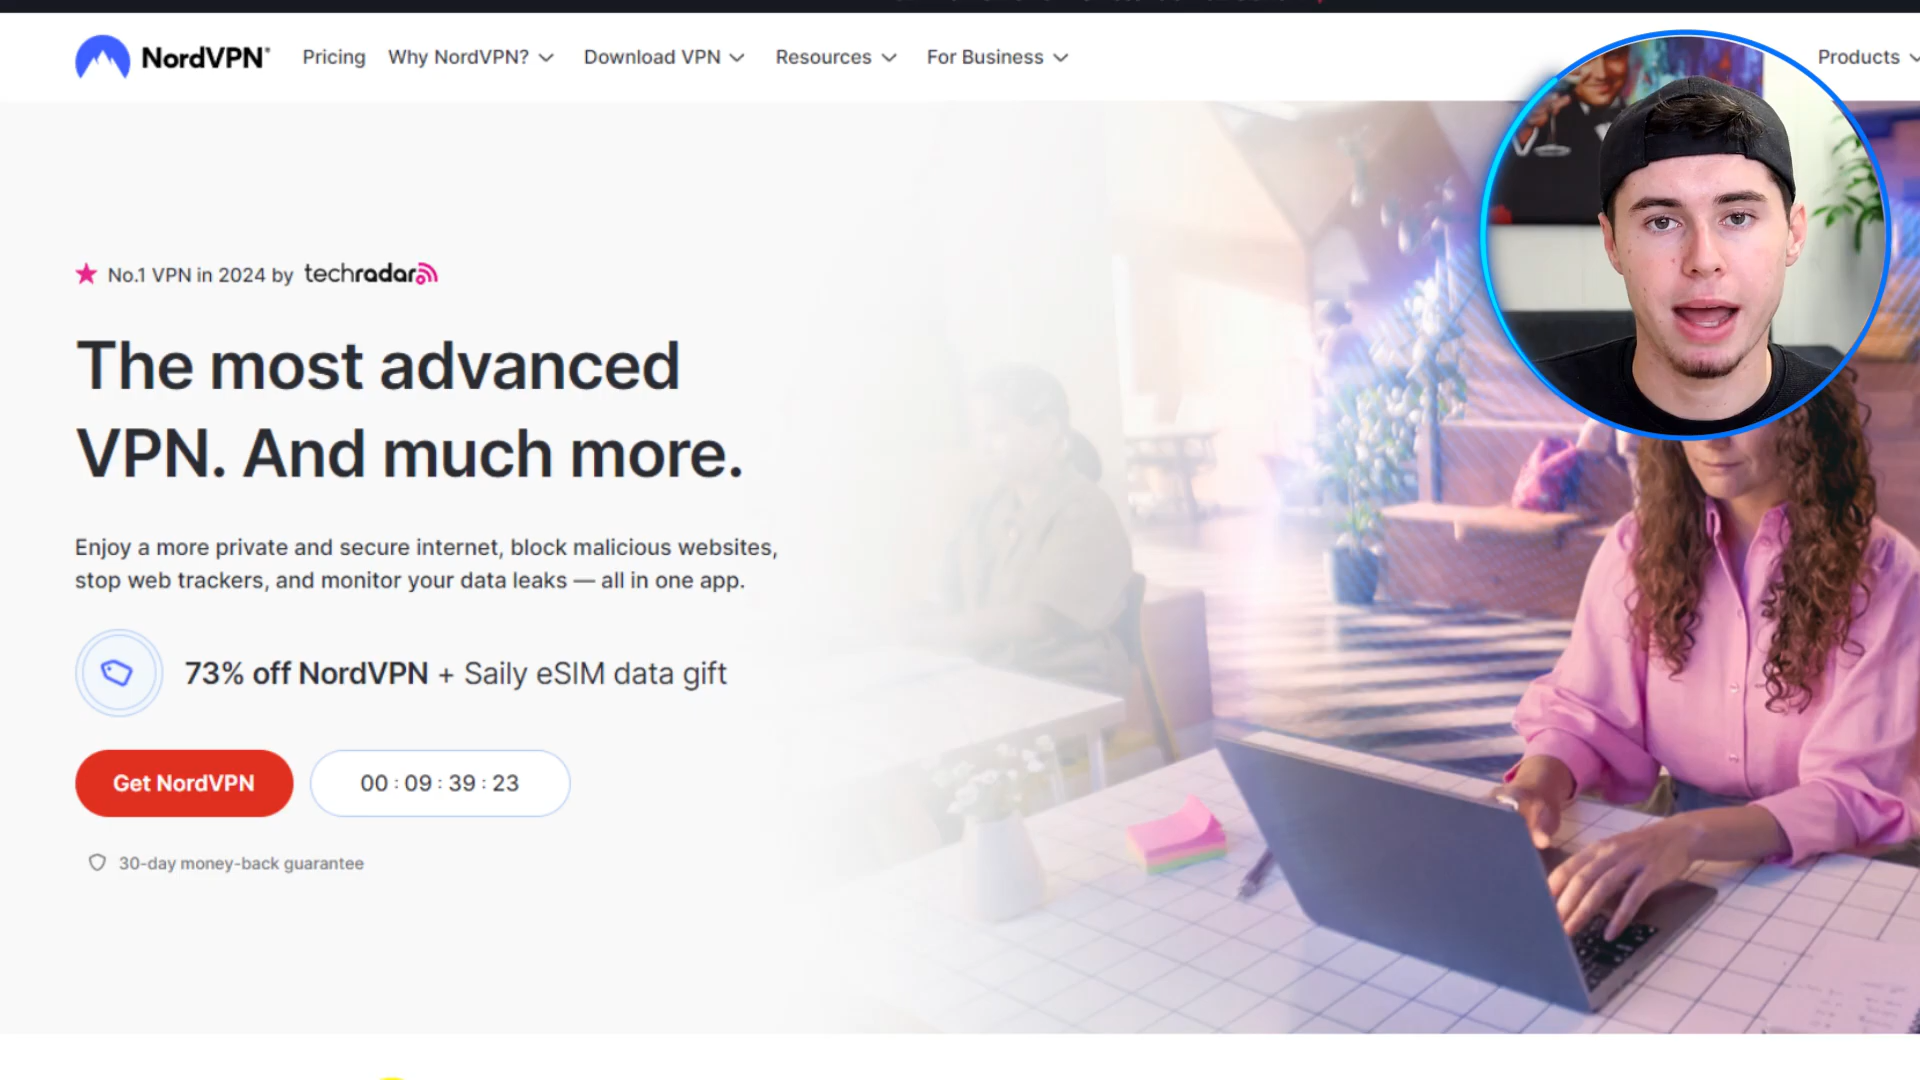 NordVPN®
Pricing
Why NordVPN?
Download VPN
Resources
For Business
Products
No.1 VPN in 2024 by techradar
The most advanced
VPN. And much more.
Enjoy a more private and secure internet, block malicious websites,
stop web trackers, and monitor your data leaks — all in one app.
73% off NordVPN + Saily eSIM data gift
Get NordVPN
00 : 09 : 39 : 23
30-day money-back guarantee